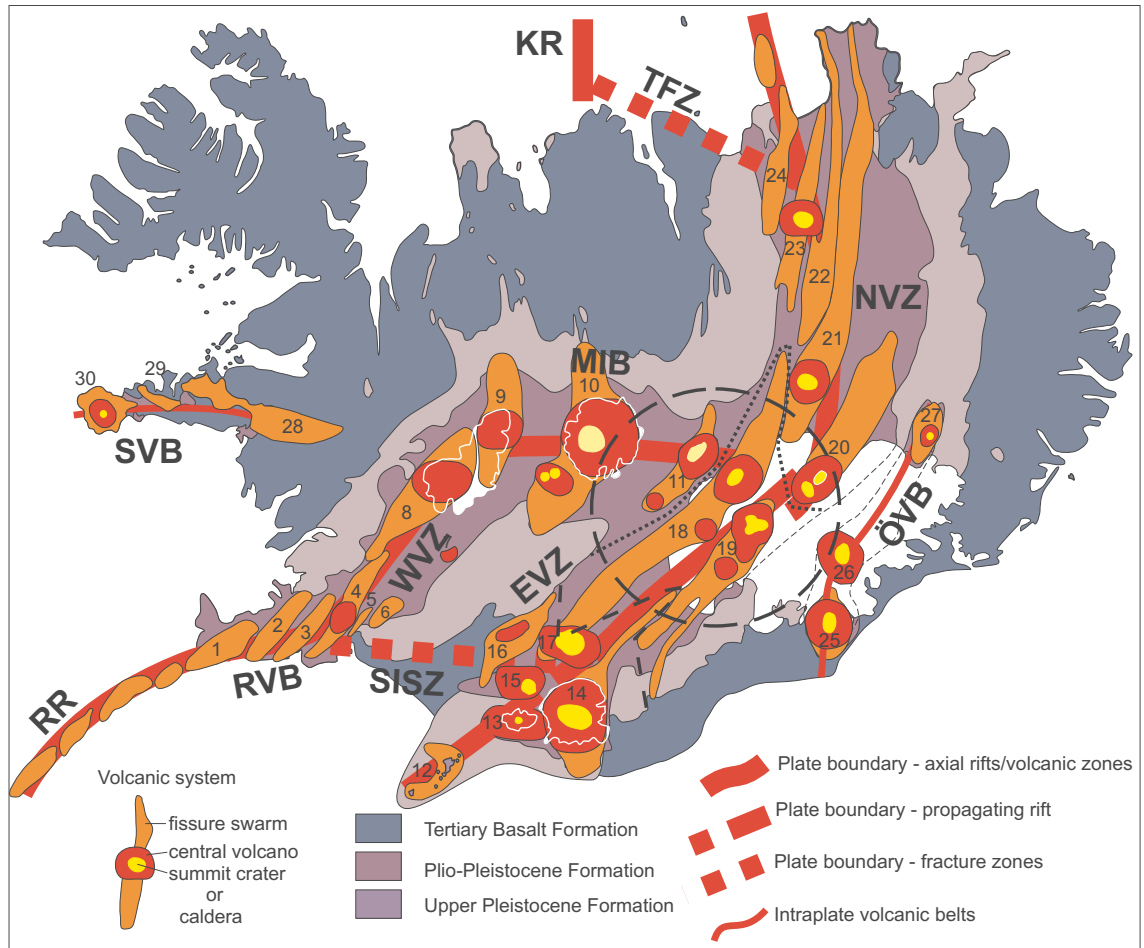 KR
TFZ
24
23
22
NVZ
21
MIB
10
9
30
29
28
SVB
27
20
11
ÖVB
8
18
WVZ
19
EVZ
26
4
5
6
2
3
1
25
17
16
RVB
SISZ
15
14
RR
13
12
Volcanic system
fissure swarm
central volcano
summit crater
or
caldera
Tertiary Basalt Formation
Plio-Pleistocene Formation
Upper Pleistocene Formation
Plate boundary - axial rifts/volcanic zones
Plate boundary - propagating rift
Plate boundary - fracture zones
Intraplate volcanic belts